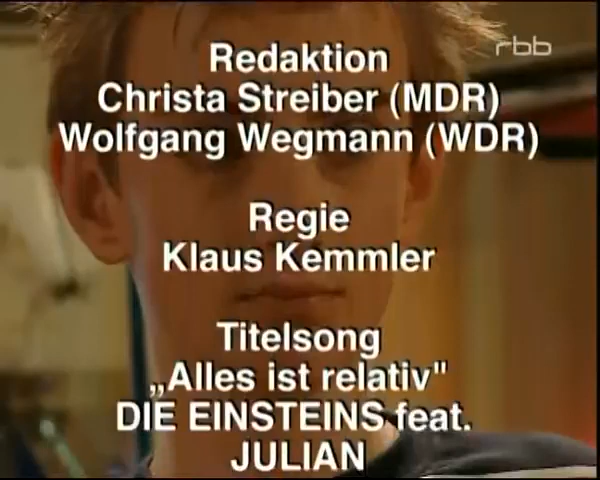 rbb
Redaktion
Christa Streiber (MDR)
Wolfgang Wegmann (WDR)
Regie
Klaus Kemmler
Titelsong
„Alles ist relativ"
DIE EINSTEINS feat.
JULIAN